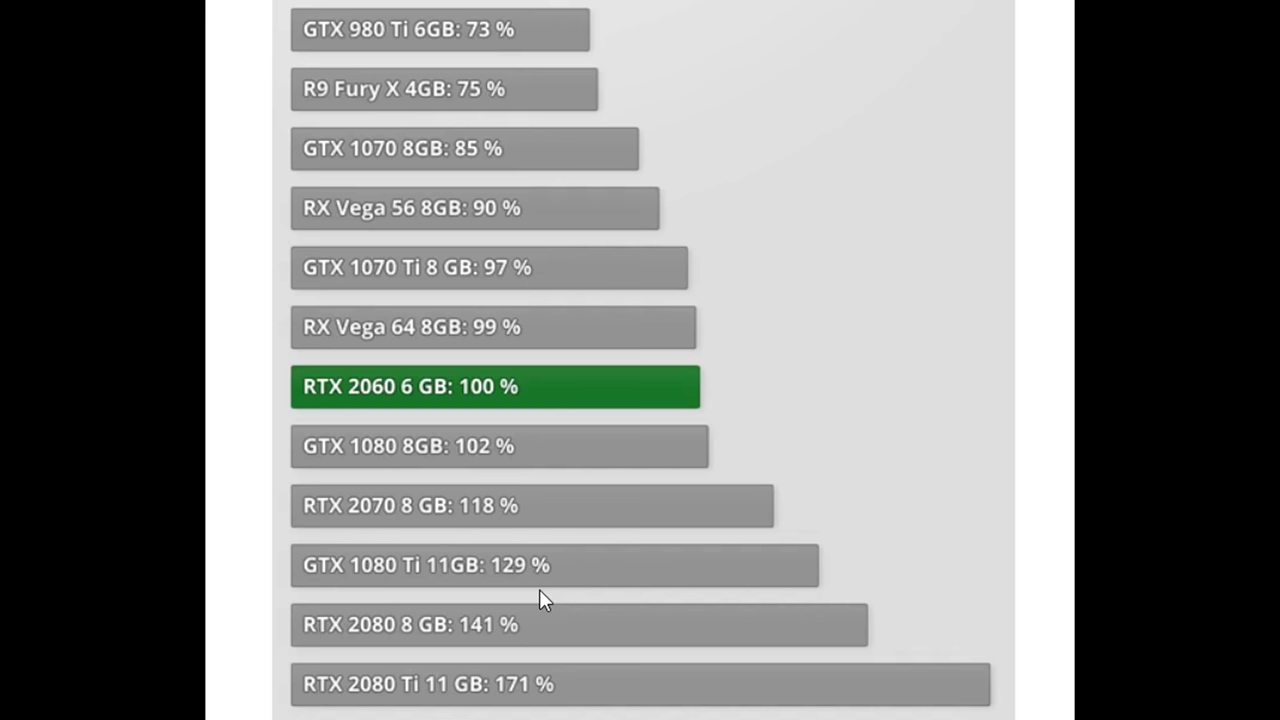 GTX 980 Ti 6GB: 73 %
R9 Fury X 4GB: 75 %
GTX 1070 8GB: 85 %
RX Vega 56 8GB: 90 %
GTX 1070 Ti 8 GB: 97 %
RX Vega 64 8GB: 99 %
RTX 2060 6 GB: 100 %
GTX 1080 8GB: 102 %
RTX 2070 8 GB: 118 %
GTX 1080 Ti 11GB: 129 %
RTX 2080 8 GB: 141 %
RTX 2080 Ti 11 GB: 171 %